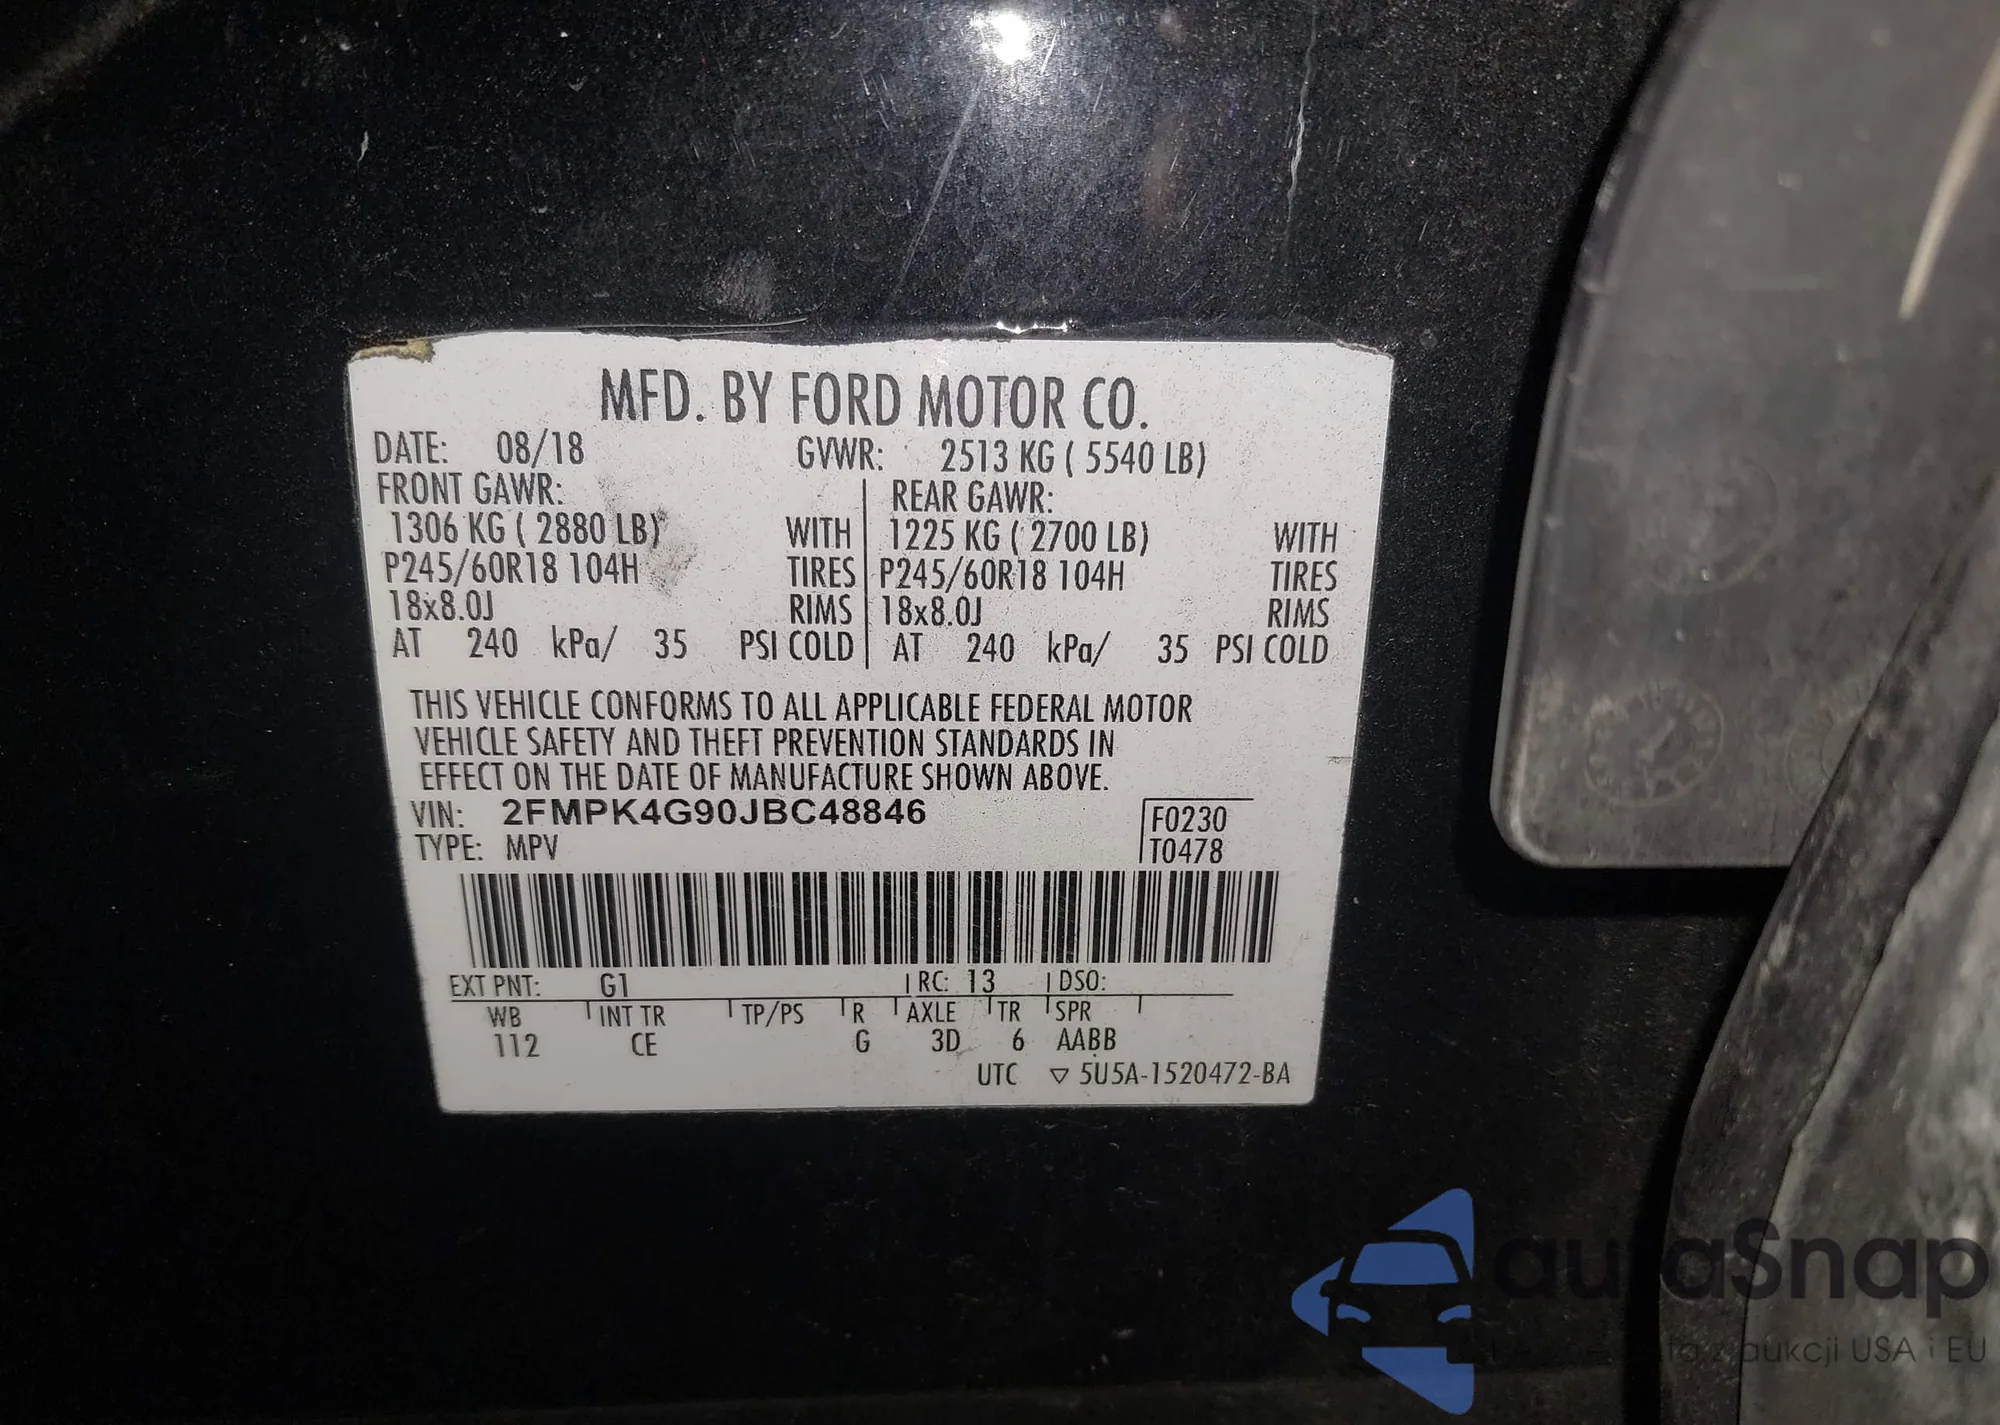 MFD. BY FORD MOTOR CO.
DATE: 08/18 GVWR: 2513 KG ( 5540 LB)
FRONT GAWR: REAR GAWR:
1306 KG ( 2880 LB) WITH 1225 KG ( 2700 LB) WITH
P245/60R18 104H TIRES P245/60R18 104H TIRES
18x8.0J RIMS 18x8.0J RIMS
AT 240 kPa/ 35 PSI COLD AT 240 kPa/ 35 PSI COLD
THIS VEHICLE CONFORMS TO ALL APPLICABLE FEDERAL MOTOR
VEHICLE SAFETY AND THEFT PREVENTION STANDARDS IN
EFFECT ON THE DATE OF MANUFACTURE SHOWN ABOVE.
VIN: 2FMPK4G90JBC48846 F0230
TYPE: MPV T0478
EXT PNT: G1 RC: 13 DSO:
WB INT TR TP/PS R AXLE TR SPR
112 CE G 3D 6 AABB
UTC ▽ 5U5A-1520472-BA
autaSnap
z aukcji USA i EU